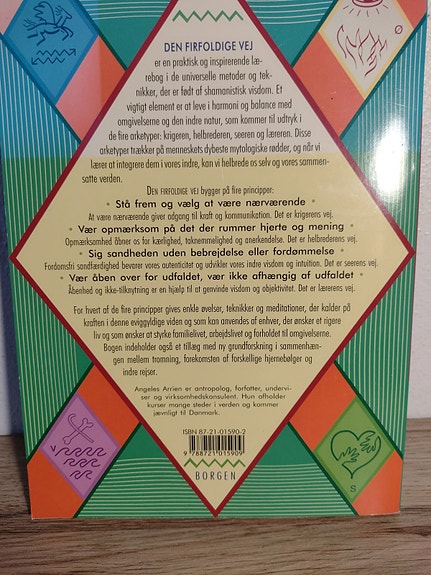 DEN FIRFOLDIGE VEJ
er en praktisk og inspirerende læ-
rebog i de universelle metoder og tek-
nikker, der er født af shamanistisk visdom. Et
vigtigt element er at leve i harmoni og balance med
omgivelserne og den indre natur, som kommer til udtryk i
de fire arketyper: krigeren, helbrederen, seeren og læreren. Disse
arketyper trækker på menneskets dybeste mytologiske rødder, og når vi
lærer at integrere dem i vores indre, kan vi helbrede os selv og vores sammen-
satte verden.
DEN FIRFOLDIGE VEJ bygger på fire principper:
• Stå frem og vælg at være nærværende •
At være nærværende giver adgang til kraft og kommunikation. Det er krigerens vej.
• Vær opmærksom på det der rummer hjerte og mening •
Opmærksomhed åbner os for kærlighed, taknemmelighed og anerkendelse. Det er helbrederens vej.
• Sig sandheden uden bebrejdelse eller fordømmelse •
Fordomsfri sandfærdighed bevarer vores autenticitet og udvikler vores indre visdom og intuition. Det er seerens vej.
• Vær åben over for udfaldet, vær ikke afhængig af udfaldet •
Åbenhed og ikke-tilknytning er en hjælp til at genvinde visdom og objektivitet. Det er lærerens vej.
For hvert af de fire principper gives enkle øvelser, teknikker og meditationer, der kalder på
kraften i denne eviggyldige viden og som kan anvendes af enhver, der ønsker et rigere
liv og som ønsker at styrke familielivet, arbejdslivet og forholdet til omgivelserne.
Bogen indeholder også et tillæg med ny grundforskning i sammenhæn-
gen mellem tromning, forekomsten af forskellige hjernebølger og
indre rejser.
Angeles Arrien er antropolog, forfatter, undervi-
ser og virksomhedskonsulent. Hun afholder
kurser mange steder i verden og kommer
jævnligt til Danmark.
ISBN 87-21-01590-2
9 788721 015909
BORGEN
S